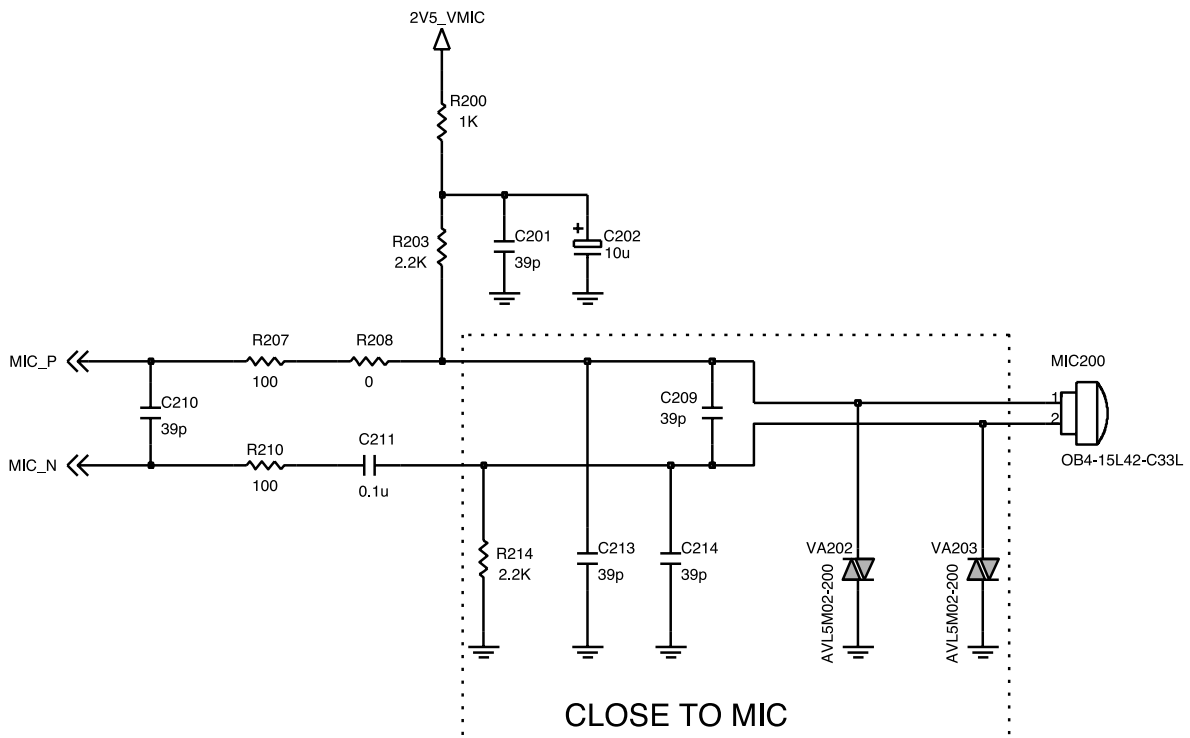 2V5_VMIC
R200
1K
R203
2.2K
C201
39p
+
C202
10u
MIC_P
R207
100
R208
0
C210
39p
C209
39p
MIC200
1
2
OB4-15L42-C33L
MIC_N
R210
100
C211
0.1u
R214
2.2K
C213
39p
C214
39p
VA202
AVL5M02-200
VA203
AVL5M02-200
CLOSE TO MIC